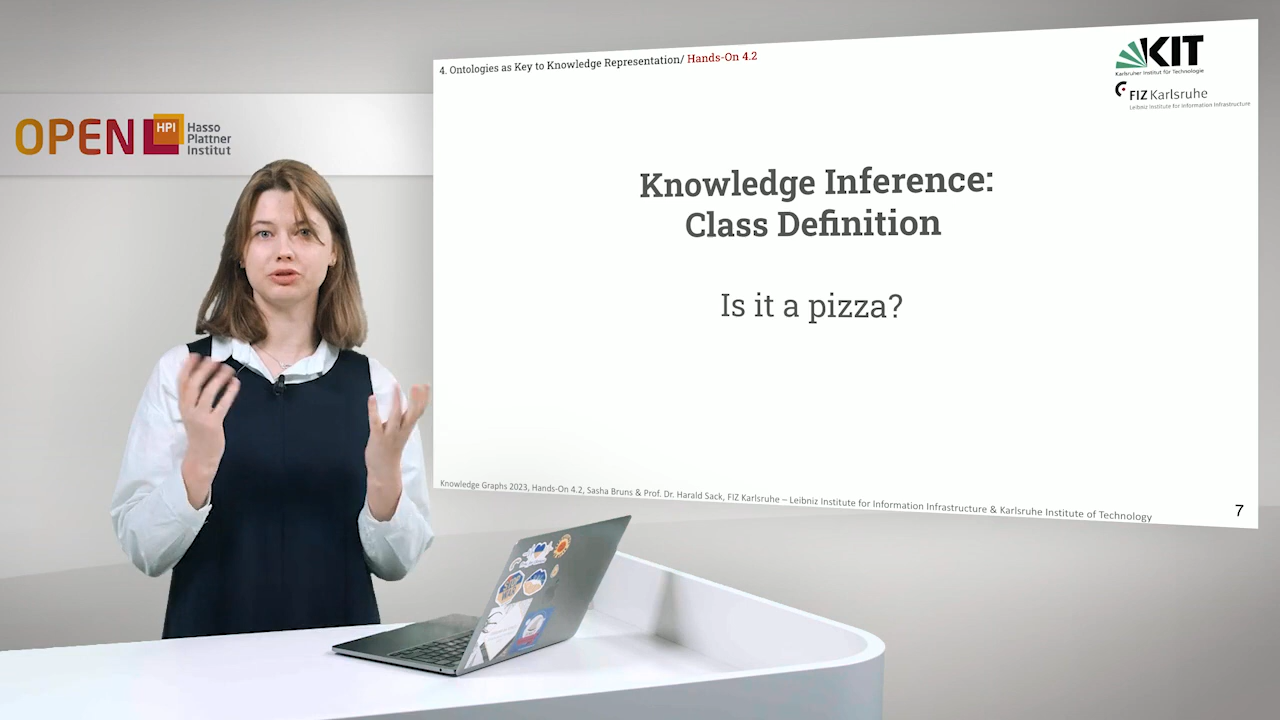 4. Ontologies as Key to Knowledge Representation/ Hands-On 4.2
KIT
Karlsruher Institut für Technologie
FIZ Karlsruhe
Leibniz Institute for Information Infrastructure
OPEN HPI Hasso
Plattner
Institut
Knowledge Inference:
Class Definition
Is it a pizza?
Knowledge Graphs 2023, Hands-On 4.2, Sasha Bruns & Prof. Dr. Harald Sack, FIZ Karlsruhe – Leibniz Institute for Information Infrastructure & Karlsruhe Institute of Technology
7